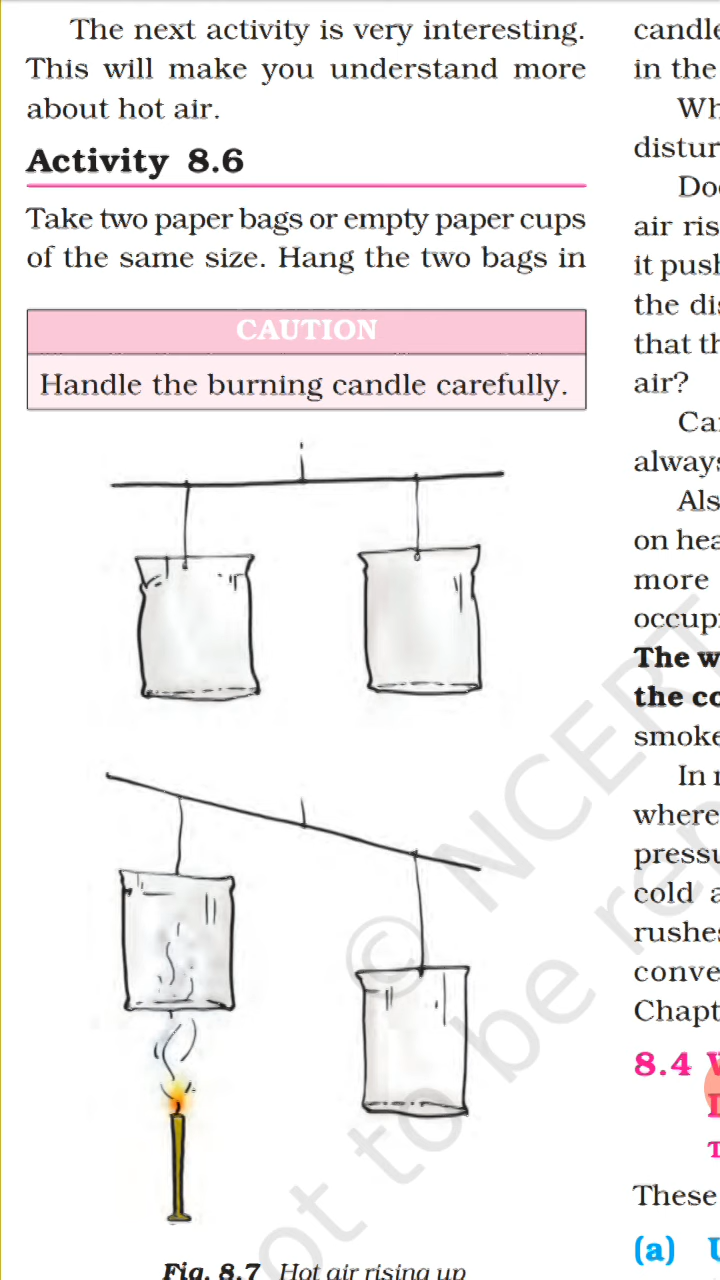 The next activity is very interesting.
This will make you understand more
about hot air.
Activity 8.6
Take two paper bags or empty paper cups
of the same size. Hang the two bags in
CAUTION
Handle the burning candle carefully.
Fig. 8.7 Hot air rising up
candle
in the
Wh
distur
Do
air ris
it push
the dis
that th
air?
Ca
always
Als
on hea
more
occup
The w
the co
smoke
In
where
pressu
cold a
rushes
conve
Chapt
8.4
These
(a) U
© NCERT
not to be rep